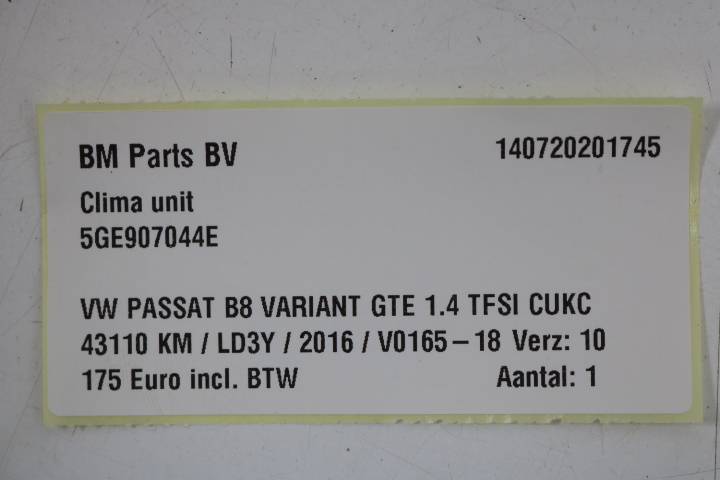 BM Parts BV 140720201745
Clima unit
5GE907044E
VW PASSAT B8 VARIANT GTE 1.4 TFSI CUKC
43110 KM / LD3Y / 2016 / V0165-18 Verz: 10
175 Euro incl. BTW Aantal: 1